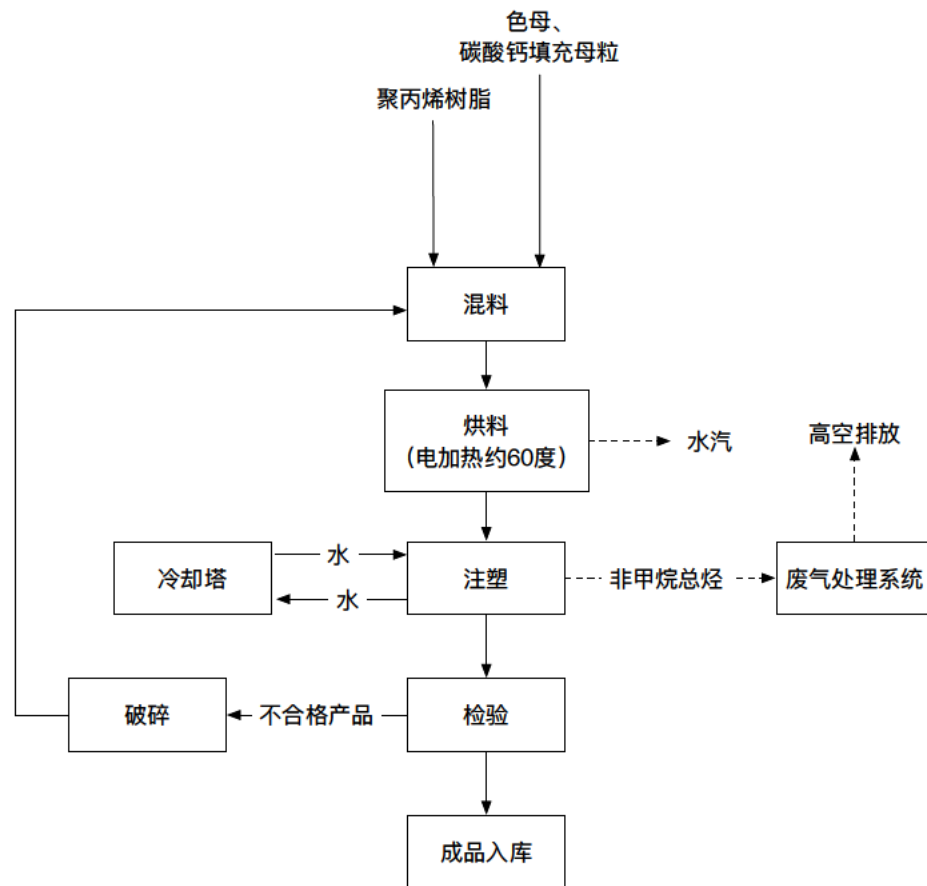 色母、
碳酸钙填充母粒
聚丙烯树脂
混料
烘料
（电加热约60度）
水汽
高空排放
冷却塔
水
水
注塑
非甲烷总烃
废气处理系统
破碎
不合格产品
检验
成品入库